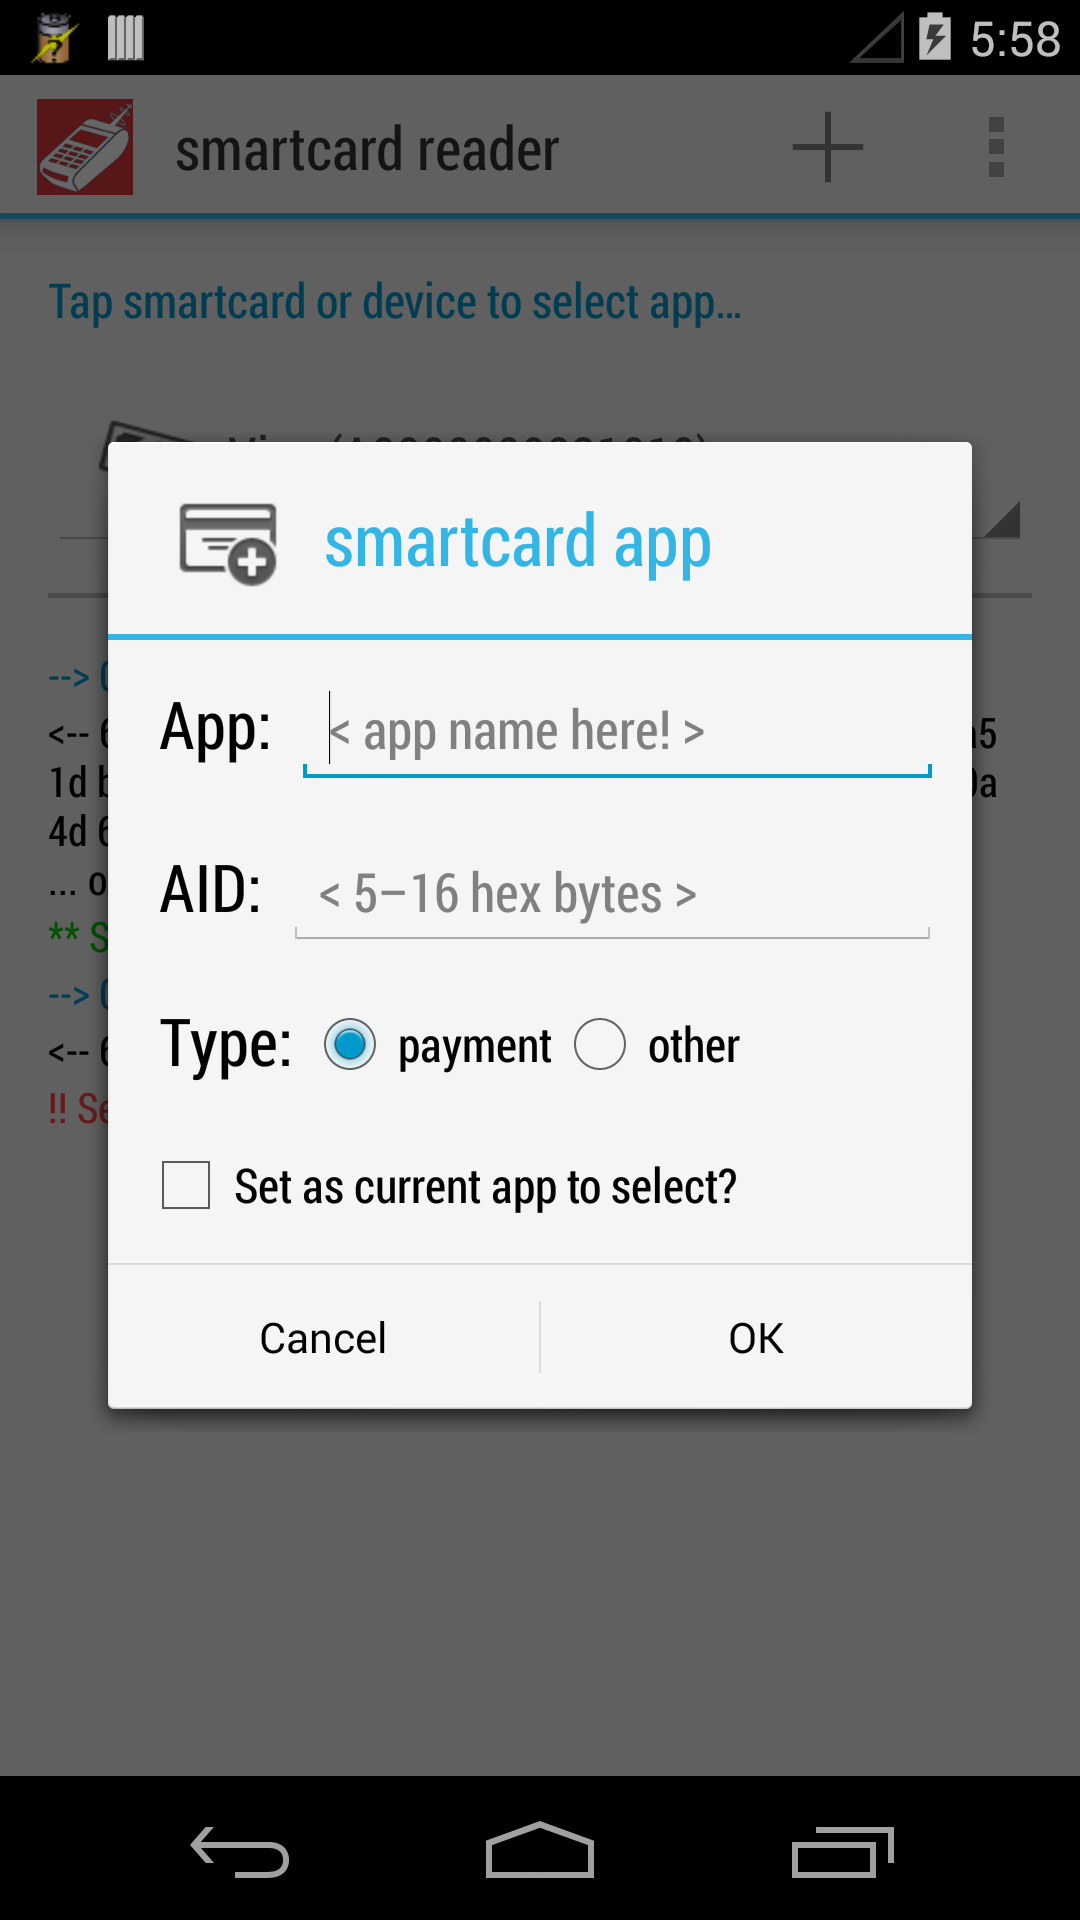 5:58
smartcard reader
Tap smartcard or device to select app...
smartcard app
--> 
App: < app name here! >
<-- 6 a5
1d b 0a
4d 6
AID: < 5–16 hex bytes >
... o
** S
-->
Type: payment other
<-- 6
!! Se
Set as current app to select?
Cancel OK